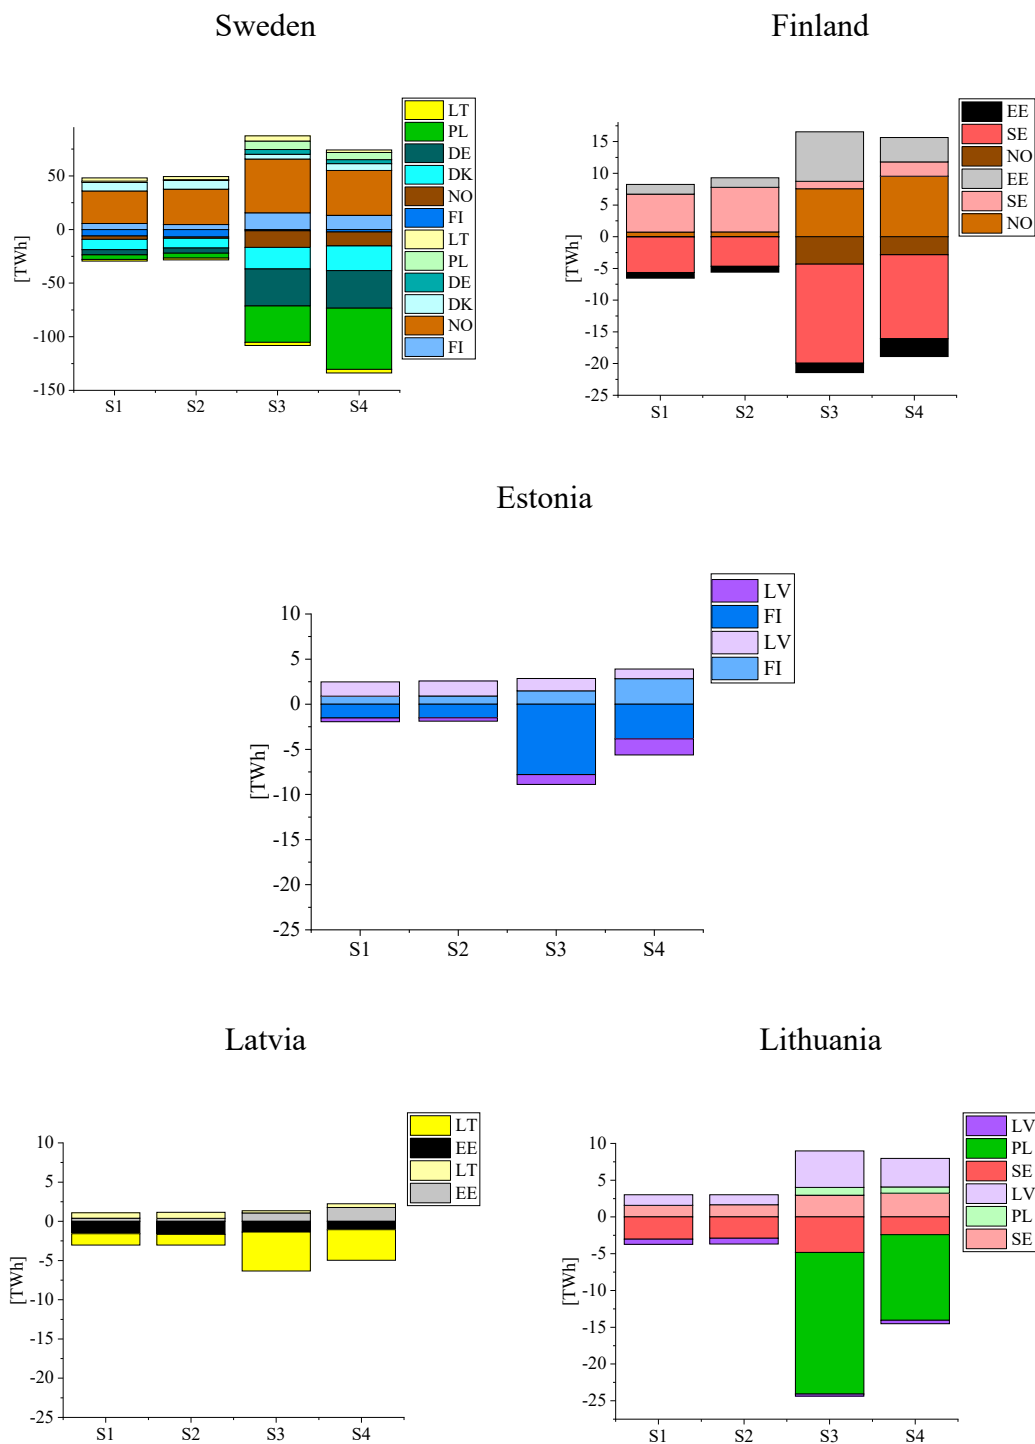 Sweden
Finland
[TWh]
50
0
-50
-100
-150
S1
S2
S3
S4
LT
PL
DE
DK
NO
FI
LT
PL
DE
DK
NO
FI
[TWh]
15
10
5
0
-5
-10
-15
-20
-25
S1
S2
S3
S4
EE
SE
NO
EE
SE
NO
Estonia
[TWh]
10
5
0
-5
-10
-15
-20
-25
S1
S2
S3
S4
LV
FI
LV
FI
Latvia
Lithuania
[TWh]
10
5
0
-5
-10
-15
-20
-25
S1
S2
S3
S4
LT
EE
LT
EE
[TWh]
10
5
0
-5
-10
-15
-20
-25
S1
S2
S3
S4
LV
PL
SE
LV
PL
SE